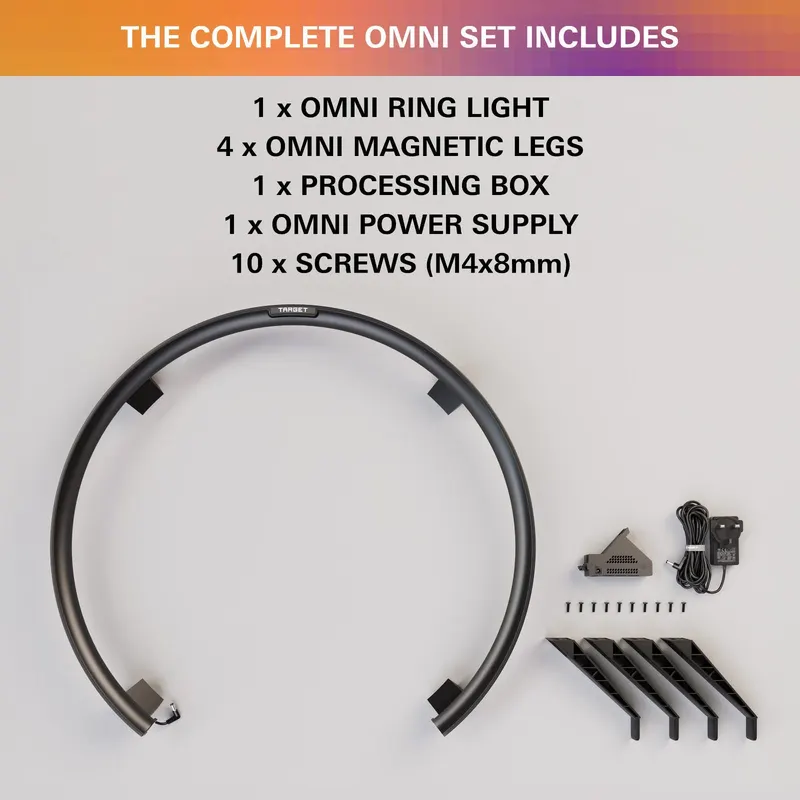 THE COMPLETE OMNI SET INCLUDES
1 x OMNI RING LIGHT
4 x OMNI MAGNETIC LEGS
1 x PROCESSING BOX
1 x OMNI POWER SUPPLY
10 x SCREWS (M4x8mm)
TARGET